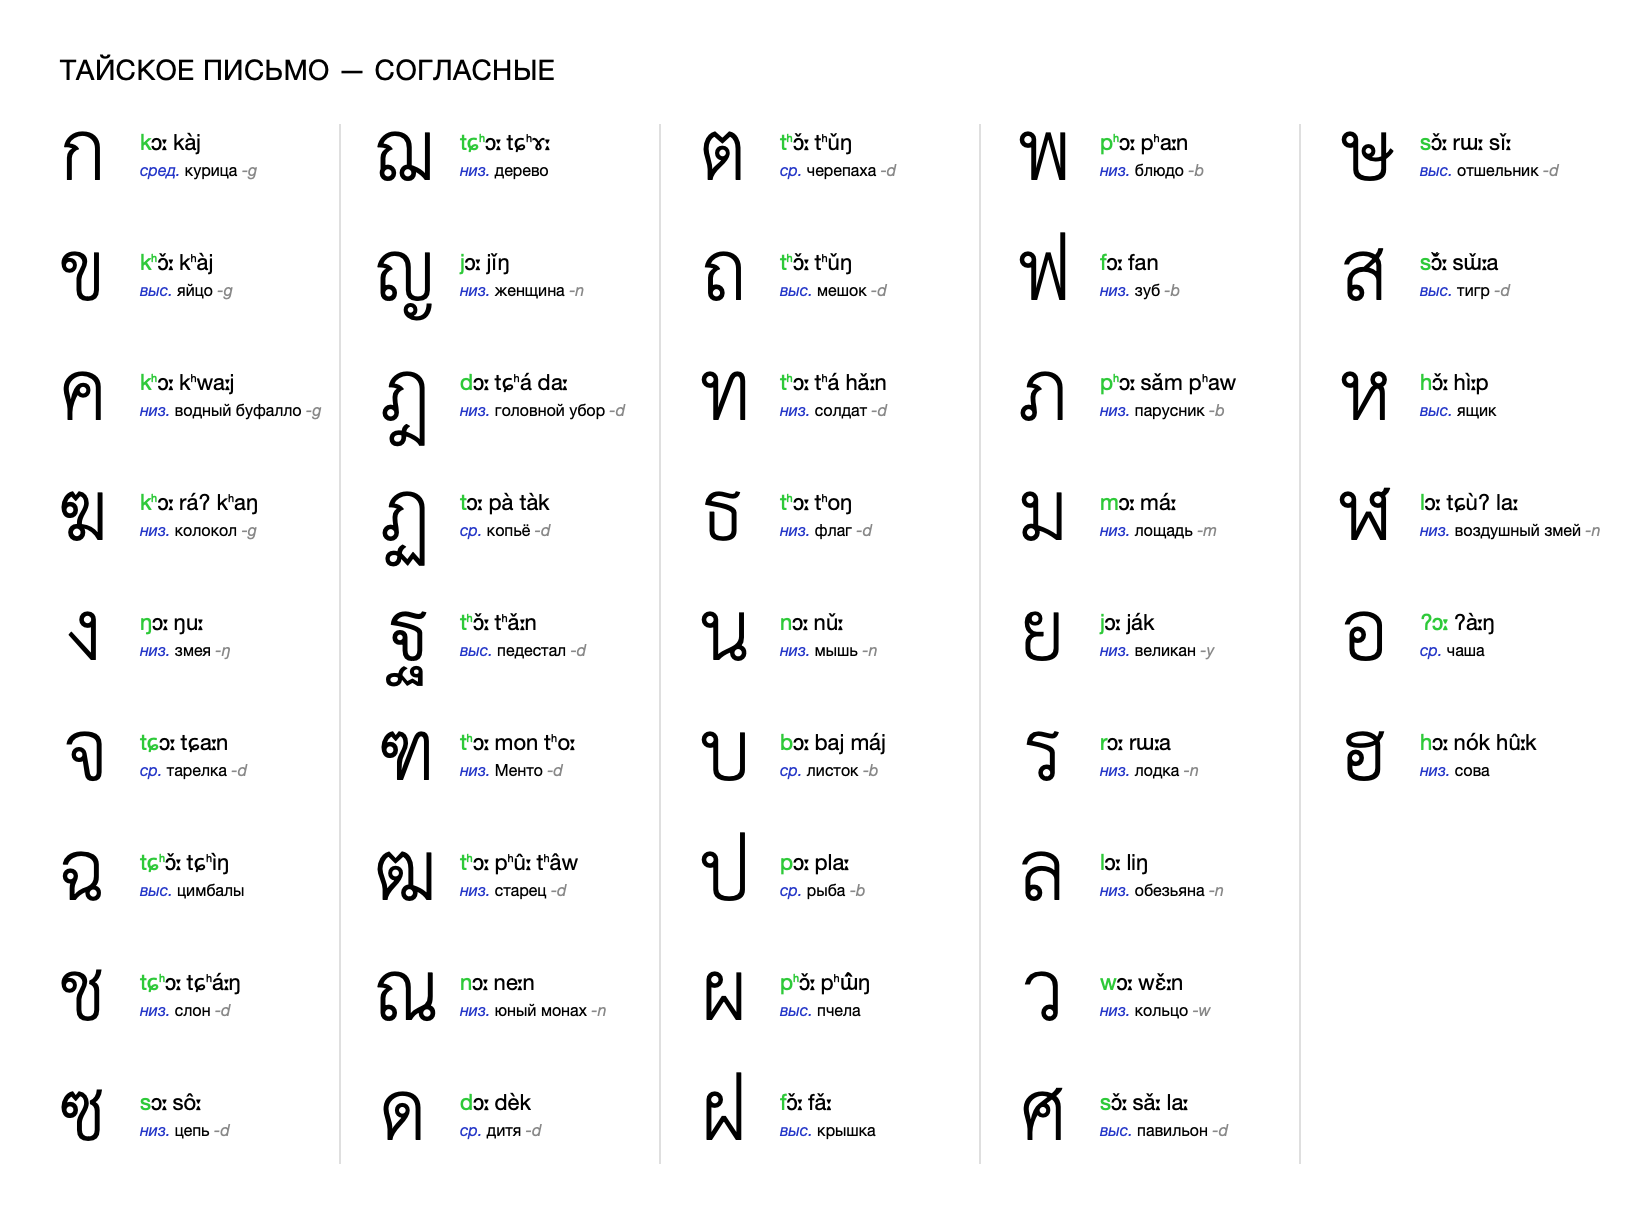 ТАЙСКОЕ ПИСЬМО — СОГЛАСНЫЕ
ก kɔː kàj
сред. курица -g
ข kʰɔ̌ː kʰàj
выс. яйцо -g
ค kʰɔː kʰwaːj
низ. водный буфалло -g
ฆ kʰɔː ráʔ kʰaŋ
низ. колокол -g
ง ŋɔː ŋuː
низ. змея -ŋ
จ tɕɔː tɕaːn
ср. тарелка -d
ฉ tɕʰɔ̌ː tɕʰìŋ
выс. цимбалы
ช tɕʰɔː tɕʰáːŋ
низ. слон -d
ซ sɔː sôː
низ. цепь -d
ฌ tɕʰɔː tɕʰɤː
низ. дерево
ญ jɔː jǐŋ
низ. женщина -n
ฎ dɔː tɕʰá daː
низ. головной убор -d
ฏ tɔː pà tàk
ср. копьё -d
ฐ tʰɔ̌ː tʰǎːn
выс. педестал -d
ฑ tʰɔː mon tʰoː
низ. Менто -d
ฒ tʰɔː pʰûː tʰâw
низ. старец -d
ณ nɔː neːn
низ. юный монах -n
ด dɔː dèk
ср. дитя -d
ต tʰɔ̌ː tʰǔŋ
ср. черепаха -d
ถ tʰɔ̌ː tʰǔŋ
выс. мешок -d
ท tʰɔː tʰá hǎːn
низ. солдат -d
ธ tʰɔː tʰoŋ
низ. флаг -d
น nɔː nǔː
низ. мышь -n
บ bɔː baj máj
ср. листок -b
ป pɔː plaː
ср. рыба -b
ผ pʰɔ̌ː pʰɯ̂ŋ
выс. пчела
ฝ fɔ̌ː fǎː
выс. крышка
พ pʰɔː pʰaːn
низ. блюдо -b
ฟ fɔː fan
низ. зуб -b
ภ pʰɔː sǎm pʰaw
низ. парусник -b
ม mɔː máː
низ. лощадь -m
ย jɔː ják
низ. великан -y
ร rɔː rɯːa
низ. лодка -n
ล lɔː liŋ
низ. обезьяна -n
ว wɔː wɛ̌ːn
низ. кольцо -w
ศ sɔ̌ː sǎː laː
выс. павильон -d
ษ sɔ̌ː rɯː sǐː
выс. отшельник -d
ส sɔ̌ː sɯ̌ːa
выс. тигр -d
ห hɔ̌ː hìːp
выс. ящик
ฬ lɔː tɕùʔ laː
низ. воздушный змей -n
อ ʔɔː ʔàːŋ
ср. чаша
ฮ hɔː nók hûːk
низ. сова